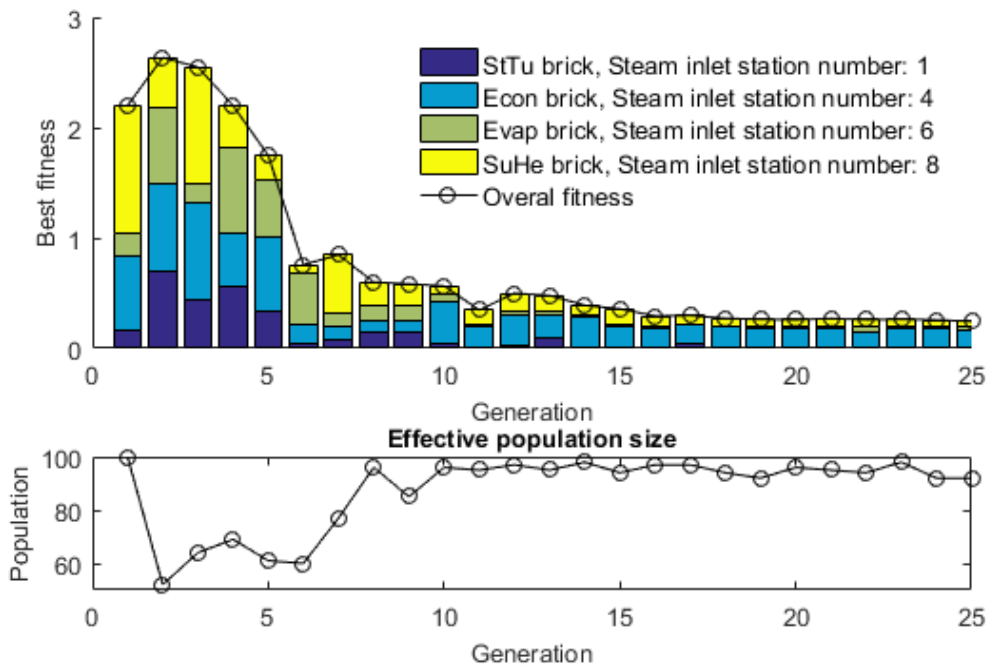 3
2
1
0
Best fitness
StTu brick, Steam inlet station number: 1
Econ brick, Steam inlet station number: 4
Evap brick, Steam inlet station number: 6
SuHe brick, Steam inlet station number: 8
Overal fitness
0 5 10 15 20 25
Generation
Effective population size
100
80
60
Population
0 5 10 15 20 25
Generation